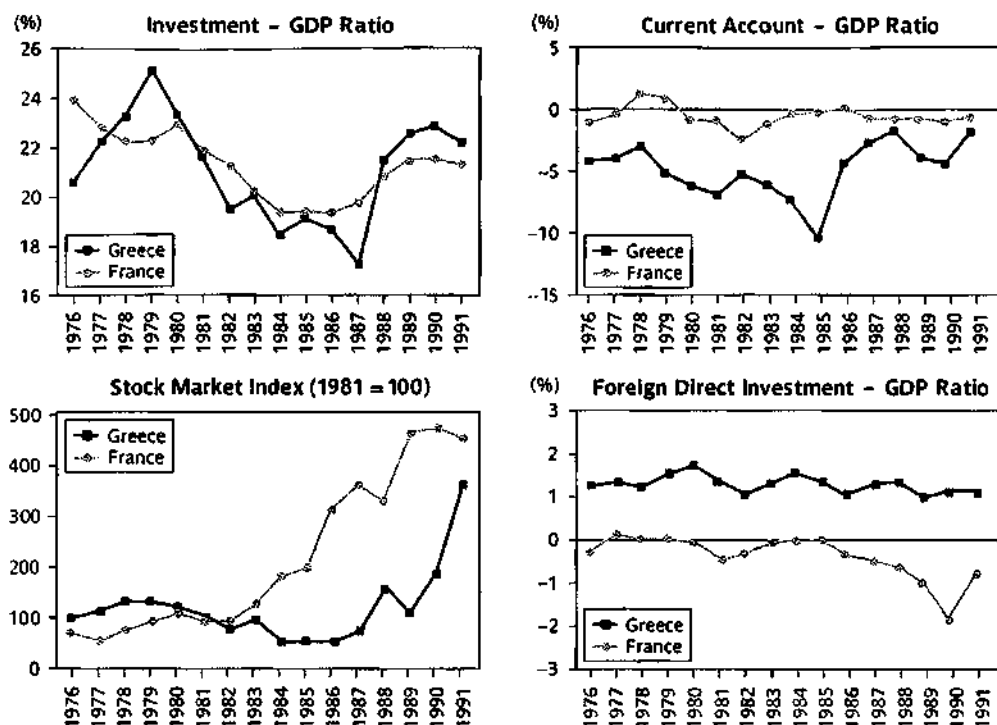 (%) Investment – GDP Ratio
26
24
22
20
18
16
Greece
France
1976 1977 1978 1979 1980 1981 1982 1983 1984 1985 1986 1987 1988 1989 1990 1991
(%) Current Account – GDP Ratio
5
0
-5
-10
-15
Greece
France
1976 1977 1978 1979 1980 1981 1982 1983 1984 1985 1986 1987 1988 1989 1990 1991
Stock Market Index (1981 = 100)
500
400
300
200
100
0
Greece
France
1976 1977 1978 1979 1980 1981 1982 1983 1984 1985 1986 1987 1988 1989 1990 1991
(%) Foreign Direct Investment – GDP Ratio
3
2
1
0
-1
-2
-3
Greece
France
1976 1977 1978 1979 1980 1981 1982 1983 1984 1985 1986 1987 1988 1989 1990 1991